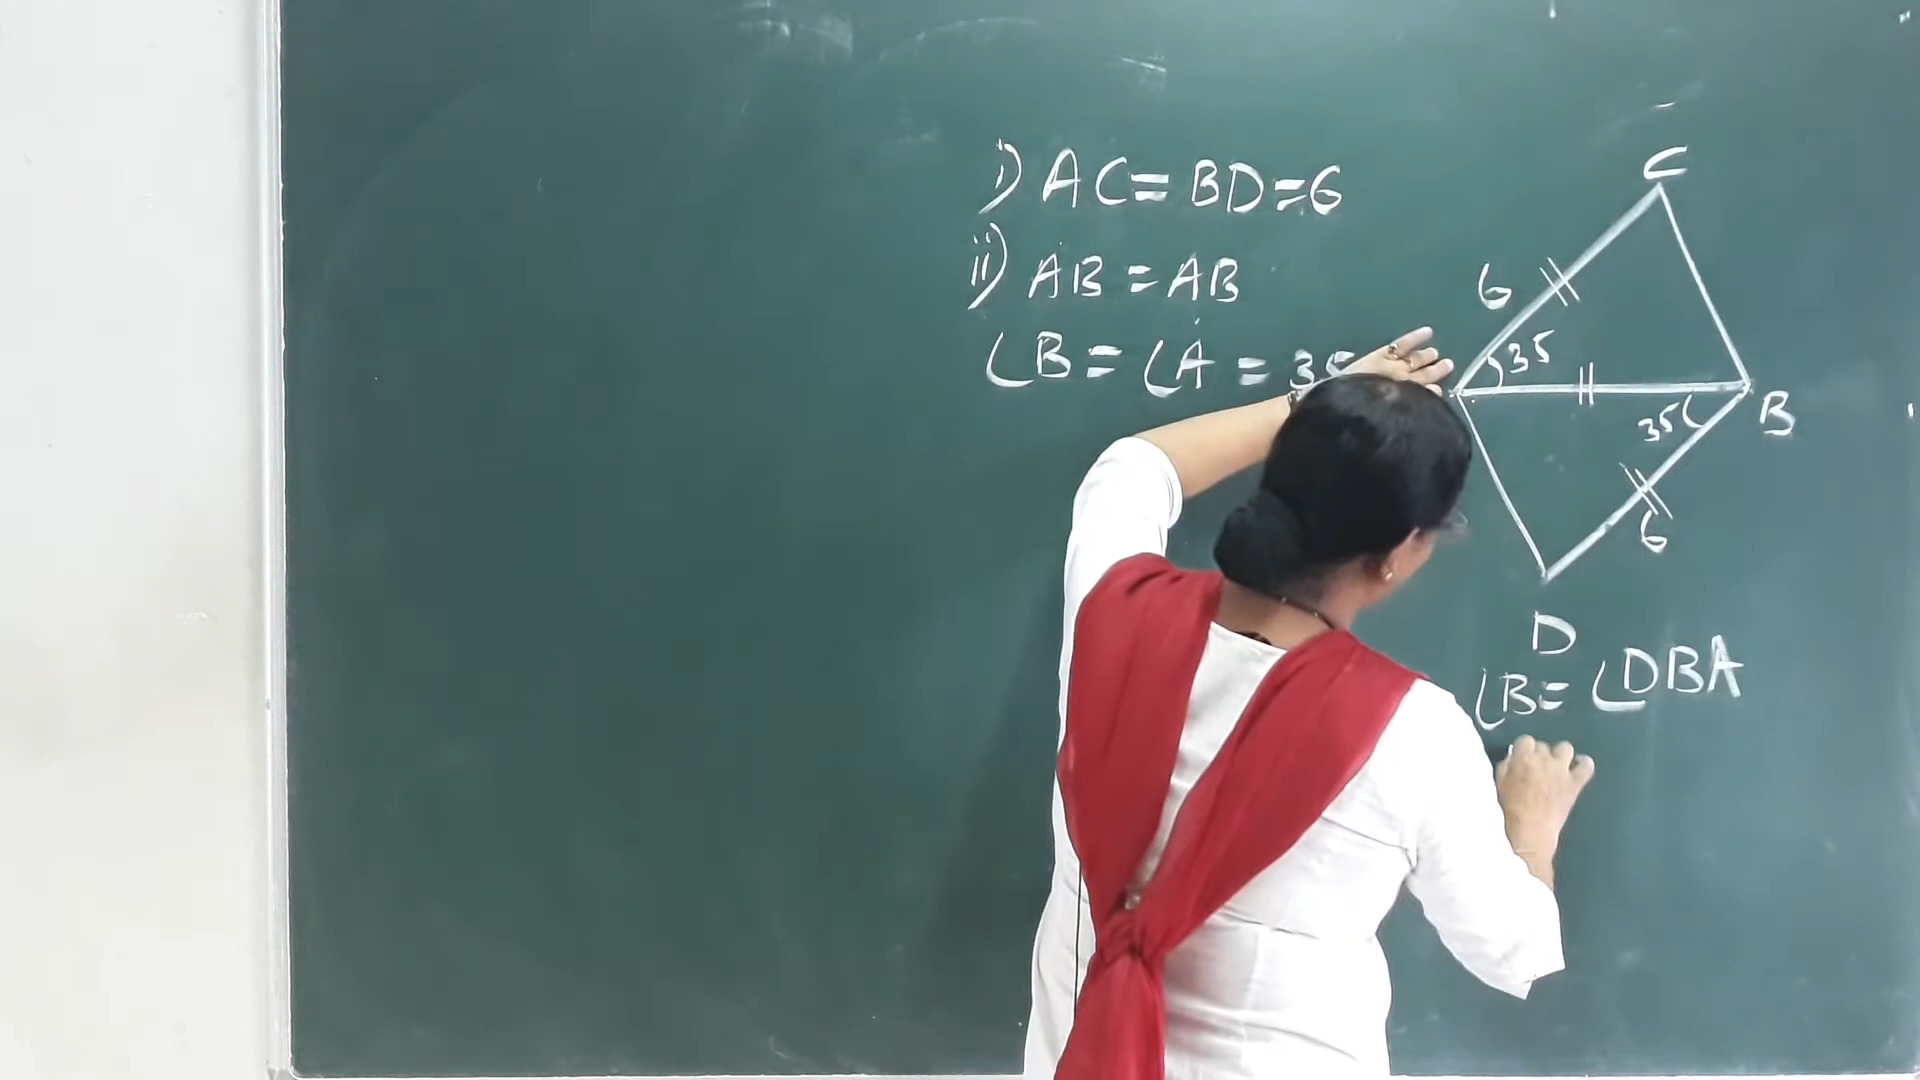 i) AC = BD = 6
ii) AB = AB
∠B = ∠A = 35
C
6
35
35
B
6
D
∠B = ∠DBA